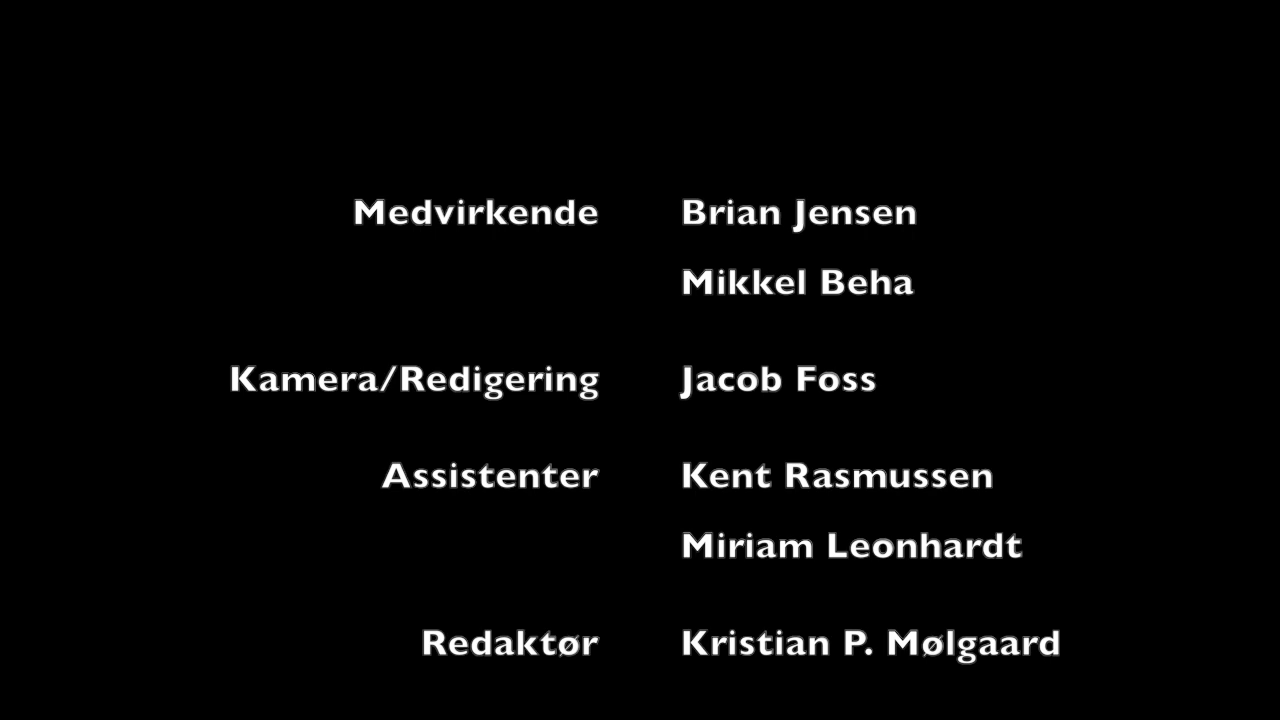 Medvirkende Brian Jensen
Mikkel Beha
Kamera/Redigering Jacob Foss
Assistenter Kent Rasmussen
Miriam Leonhardt
Redaktør Kristian P. Mølgaard